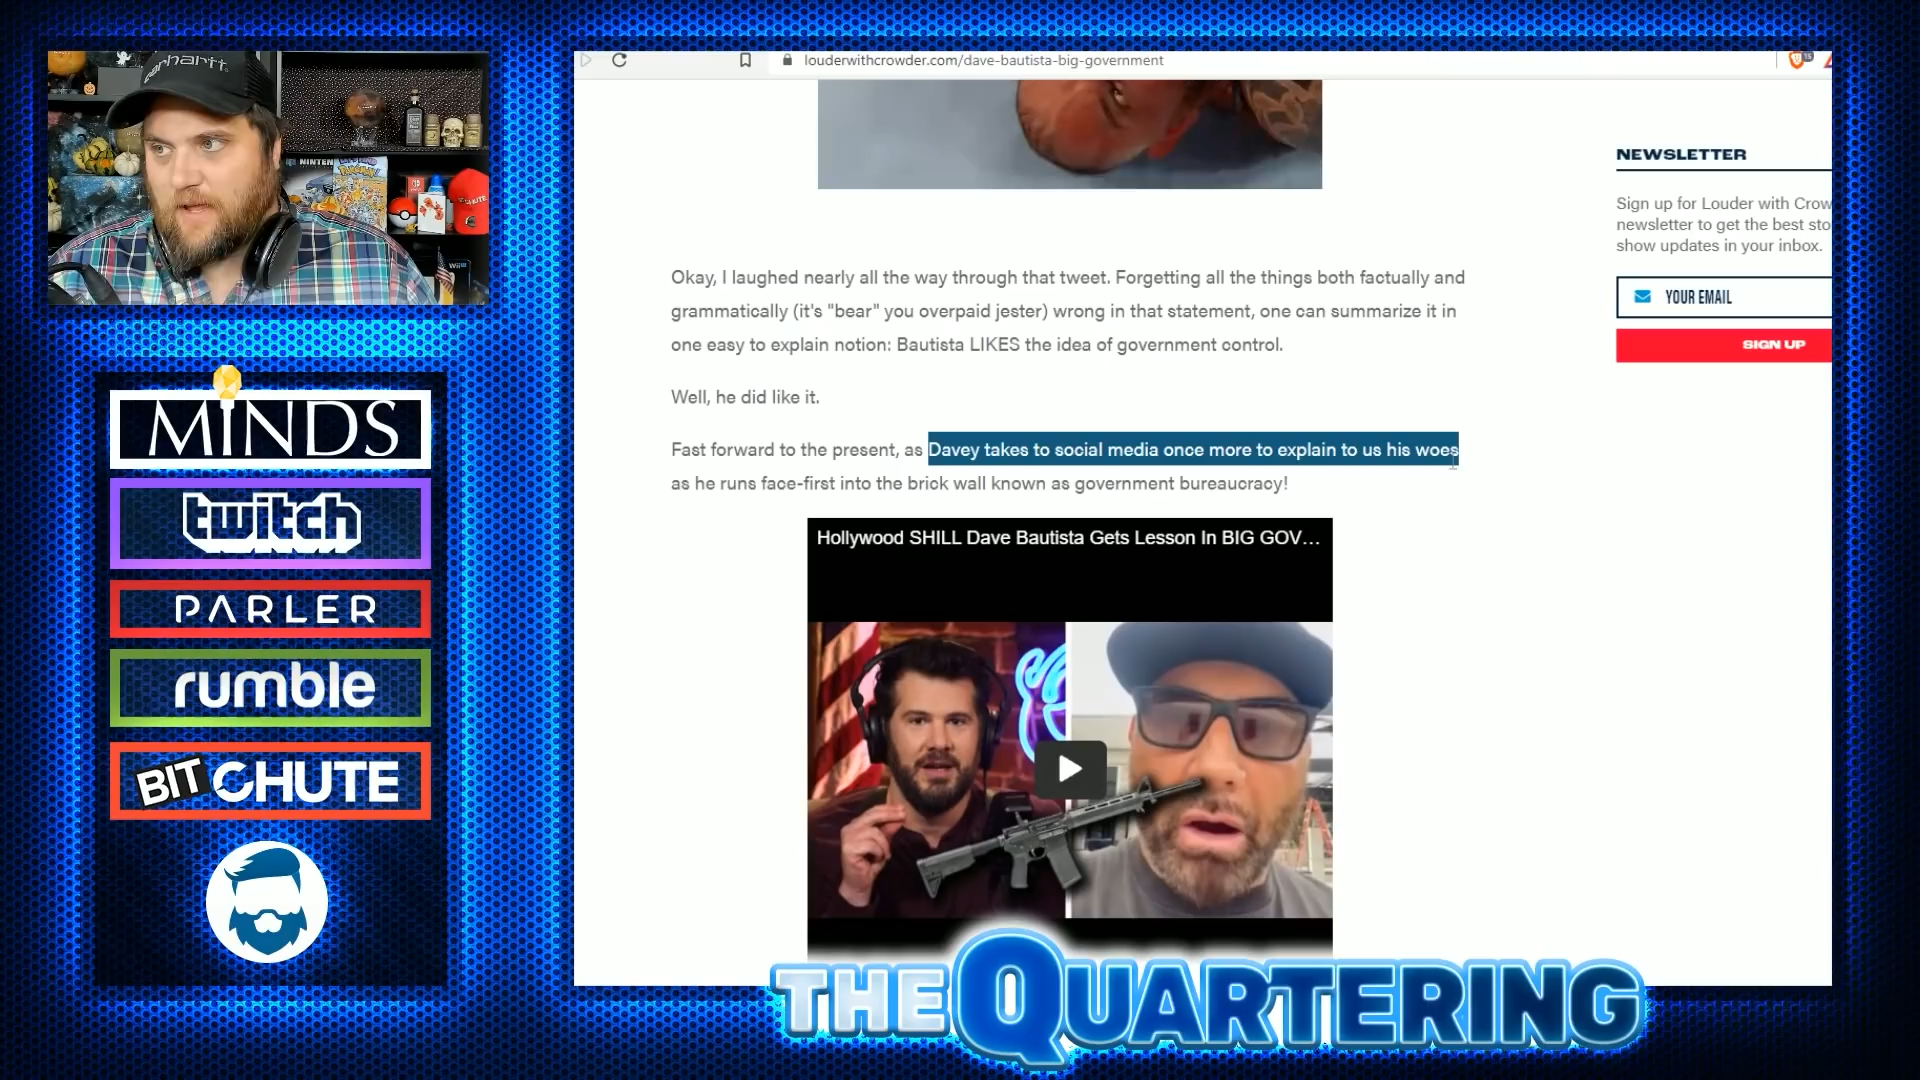 carhartt
NINTEN
Pokémon
CHUTE
Wii U
MINDS
twitch
PARLER
rumble
BITCHUTE
louderwithcrowder.com/dave-bautista-big-government
15
Okay, I laughed nearly all the way through that tweet. Forgetting all the things both factually and
grammatically (it's "bear" you overpaid jester) wrong in that statement, one can summarize it in
one easy to explain notion: Bautista LIKES the idea of government control.
Well, he did like it.
Fast forward to the present, as Davey takes to social media once more to explain to us his woes
as he runs face-first into the brick wall known as government bureaucracy!
Hollywood SHILL Dave Bautista Gets Lesson In BIG GOV...
NEWSLETTER
Sign up for Louder with Crow
newsletter to get the best sto
show updates in your inbox.
YOUR EMAIL
SIGN UP
THE QUARTERING